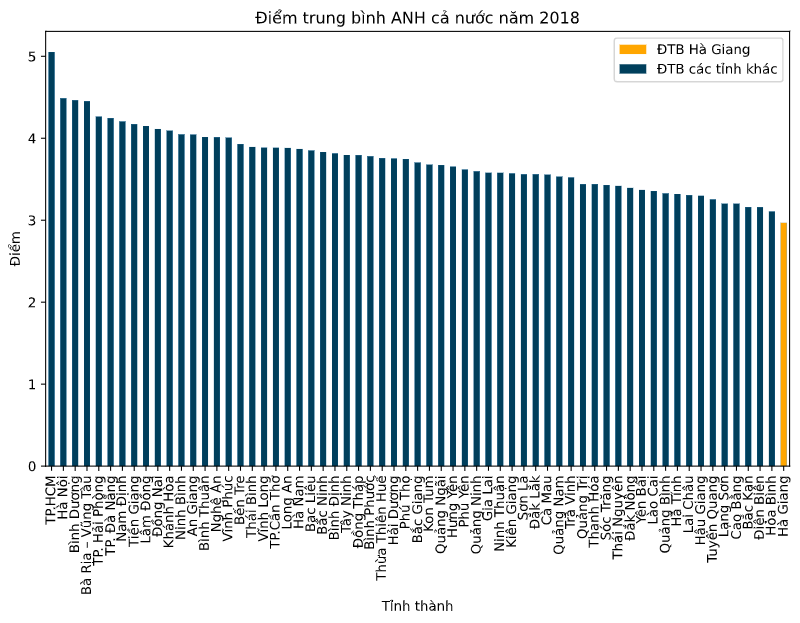 Điểm trung bình ANH cả nước năm 2018
ĐTB Hà Giang
ĐTB các tỉnh khác
Điểm
5
4
3
2
1
0
TP.HCM
Hà Nội
Bình Dương
Bà Rịa – Vũng Tàu
TP. Hải Phòng
TP. Đà Nẵng
Nam Định
Tiền Giang
Lâm Đồng
Đồng Nai
Khánh Hòa
Ninh Bình
An Giang
Bình Thuận
Nghệ An
Vĩnh Phúc
Bến Tre
Thái Bình
Vĩnh Long
TP.Cần Thơ
Long An
Hà Nam
Bạc Liêu
Bắc Ninh
Bình Định
Tây Ninh
Đồng Tháp
Bình Phước
Thừa Thiên Huế
Hải Dương
Phú Thọ
Bắc Giang
Kon Tum
Quảng Ngãi
Hưng Yên
Phú Yên
Quảng Ninh
Gia Lai
Ninh Thuận
Kiên Giang
Sơn La
Đắk Lắk
Cà Mau
Quảng Nam
Trà Vinh
Quảng Trị
Thanh Hóa
Sóc Trăng
Thái Nguyên
Đắk Nông
Yên Bái
Lào Cai
Quảng Bình
Hà Tĩnh
Lai Châu
Hậu Giang
Tuyên Quang
Lạng Sơn
Cao Bằng
Bắc Kạn
Điện Biên
Hòa Bình
Hà Giang
Tỉnh thành